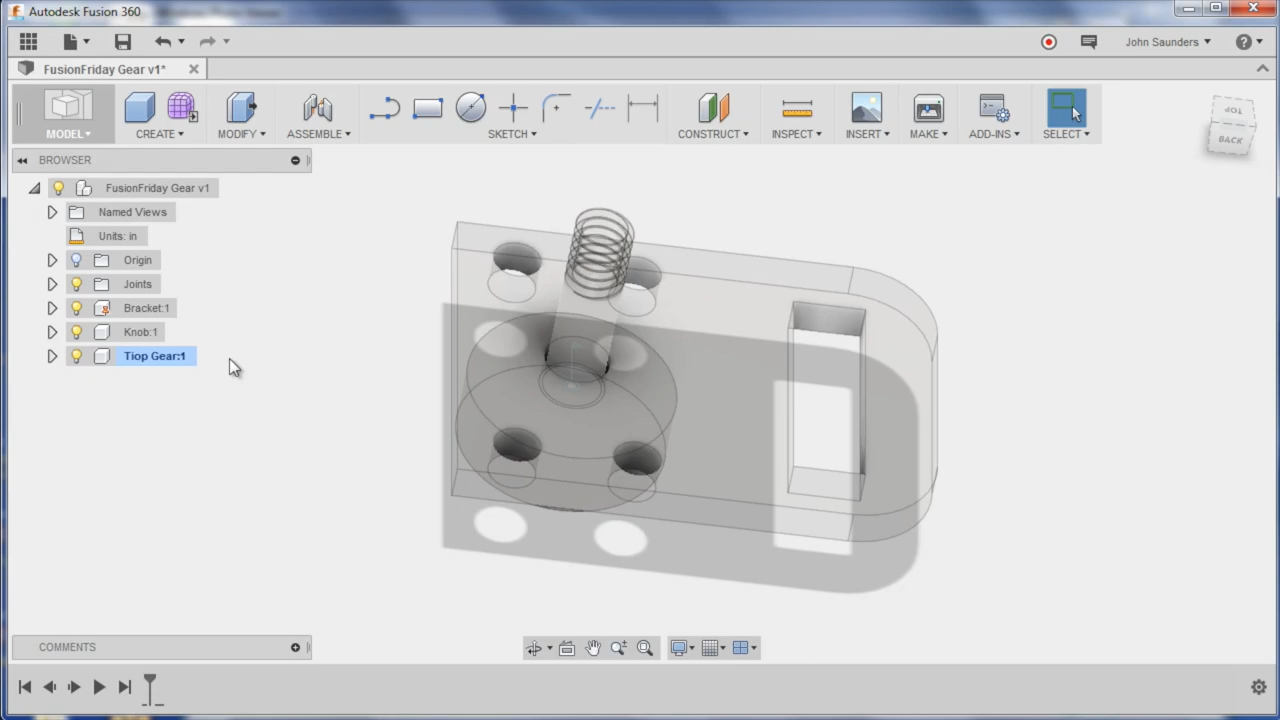 Autodesk Fusion 360
John Saunders
FusionFriday Gear v1*
MODEL
CREATE
MODIFY
ASSEMBLE
SKETCH
CONSTRUCT
INSPECT
INSERT
MAKE
ADD-INS
SELECT
TOP
BACK
BROWSER
FusionFriday Gear v1
Named Views
Units: in
Origin
Joints
Bracket:1
Knob:1
Tiop Gear:1
COMMENTS